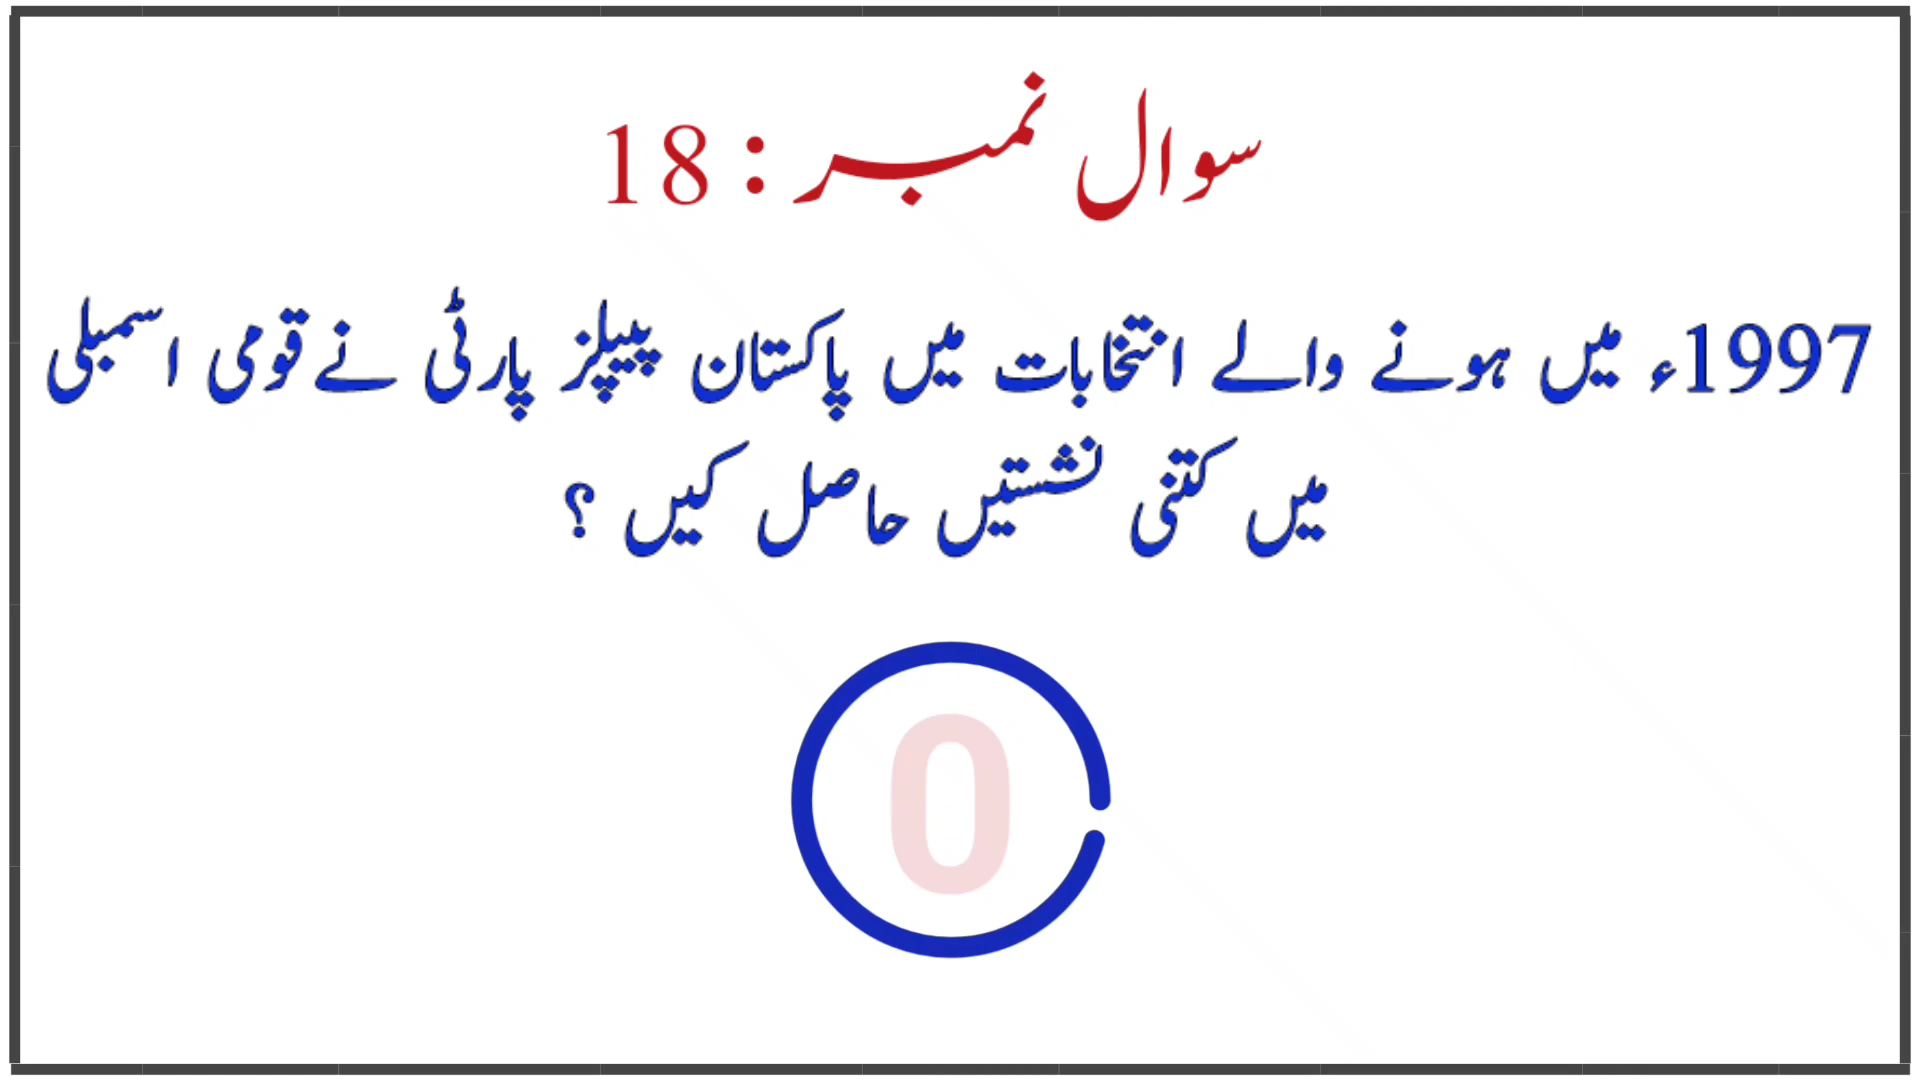 سوال نمبر : 18
1997ء میں ہونے والے انتخابات میں پاکستان پیپلز پارٹی نے قومی اسمبلی
میں کتنی نشستیں حاصل کیں ؟
0